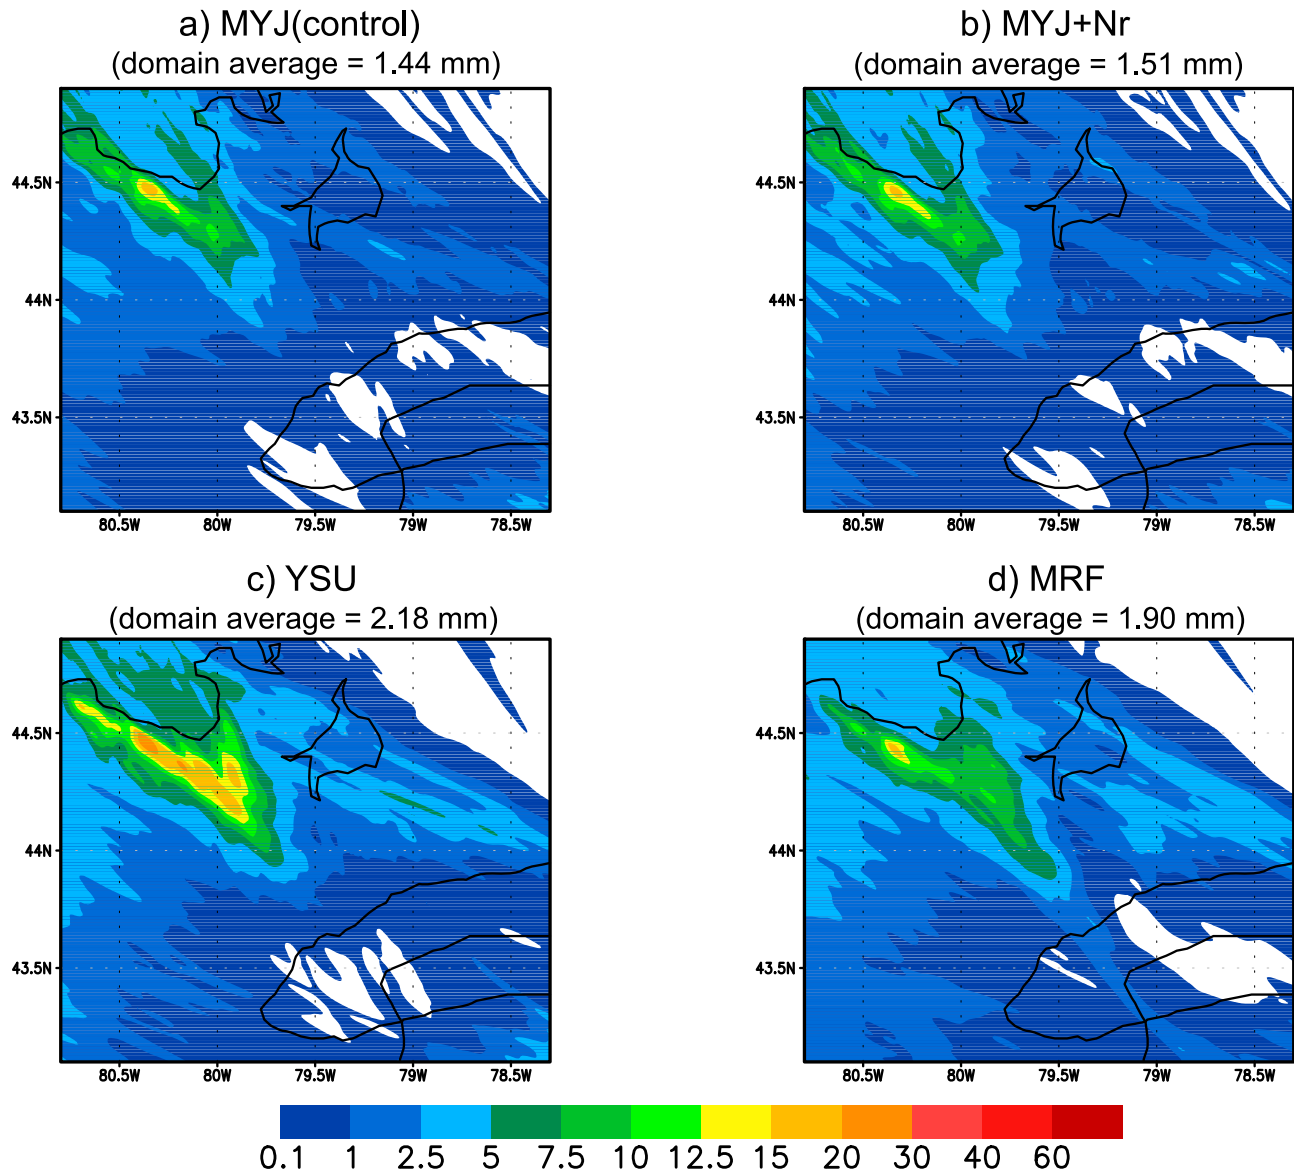 a) MYJ(control)
(domain average = 1.44 mm)
b) MYJ+Nr
(domain average = 1.51 mm)
44.5N
44N
43.5N
80.5W 80W 79.5W 79W 78.5W
44.5N
44N
43.5N
80.5W 80W 79.5W 79W 78.5W
c) YSU
(domain average = 2.18 mm)
d) MRF
(domain average = 1.90 mm)
44.5N
44N
43.5N
80.5W 80W 79.5W 79W 78.5W
44.5N
44N
43.5N
80.5W 80W 79.5W 79W 78.5W
0.1 1 2.5 5 7.5 10 12.5 15 20 30 40 60